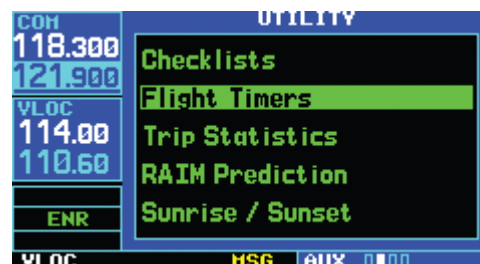 COM
118.300
121.900
VLOC
114.00
110.60
ENR
UTILITY
Checklists
Flight Timers
Trip Statistics
RAIM Prediction
Sunrise / Sunset
VLOC MSG AUX